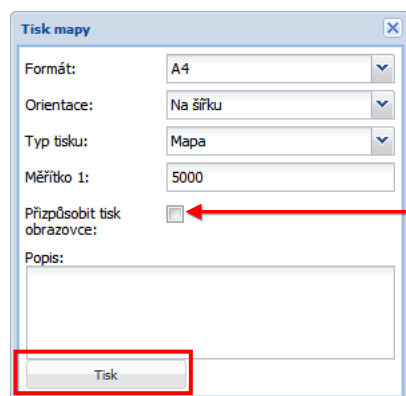 Tisk mapy
Formát: A4
Orientace: Na šířku
Typ tisku: Mapa
Měřítko 1: 5000
Přizpůsobit tisk
obrazovce:
Popis:
Tisk